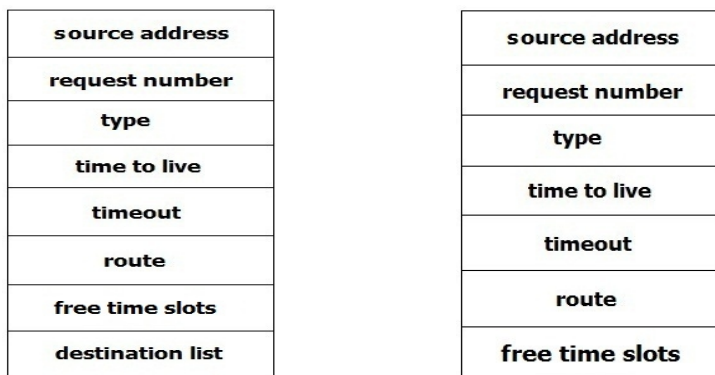 source address
request number
type
time to live
timeout
route
free time slots
destination list
source address
request number
type
time to live
timeout
route
free time slots